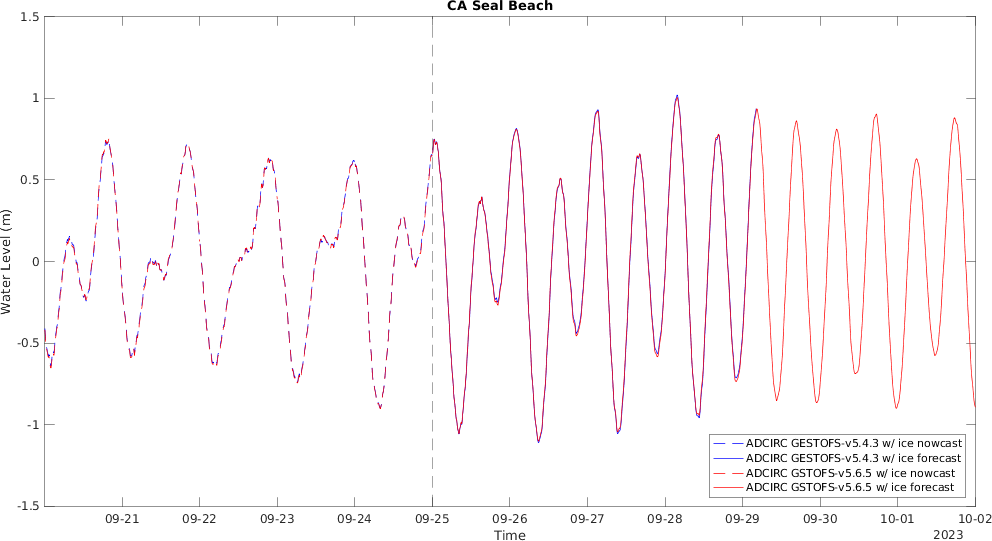 CA Seal Beach
1.5
1
0.5
0
-0.5
-1
-1.5
Water Level (m)
09-21 09-22 09-23 09-24 09-25 09-26 09-27 09-28 09-29 09-30 10-01 10-02
Time
2023
ADCIRC GESTOFS-v5.4.3 w/ ice nowcast
ADCIRC GESTOFS-v5.4.3 w/ ice forecast
ADCIRC GSTOFS-v5.6.5 w/ ice nowcast
ADCIRC GSTOFS-v5.6.5 w/ ice forecast